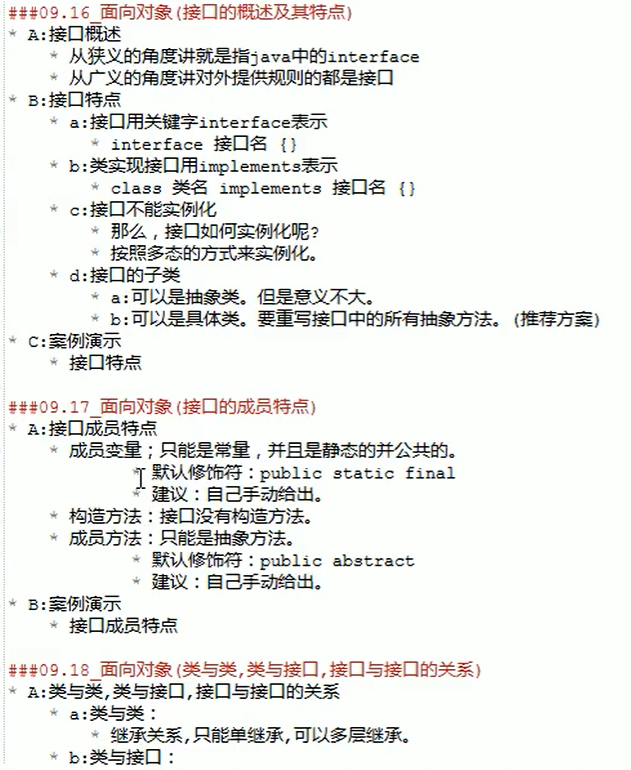 ###09.16_面向对象(接口的概述及其特点)
* A:接口概述
* 从狭义的角度讲就是指java中的interface
* 从广义的角度讲对外提供规则的都是接口
* B:接口特点
* a:接口用关键字interface表示
* interface 接口名 {}
* b:类实现接口用implements表示
* class 类名 implements 接口名 {}
* c:接口不能实例化
* 那么,接口如何实例化呢?
* 按照多态的方式来实例化。
* d:接口的子类
* a:可以是抽象类。但是意义不大。
* b:可以是具体类。要重写接口中的所有抽象方法。(推荐方案)
* C:案例演示
* 接口特点
###09.17_面向对象(接口的成员特点)
* A:接口成员特点
* 成员变量;只能是常量,并且是静态的并公共的。
* 默认修饰符:public static final
* 建议:自己手动给出。
* 构造方法:接口没有构造方法。
* 成员方法:只能是抽象方法。
* 默认修饰符:public abstract
* 建议:自己手动给出。
* B:案例演示
* 接口成员特点
###09.18_面向对象(类与类,类与接口,接口与接口的关系)
* A:类与类,类与接口,接口与接口的关系
* a:类与类:
* 继承关系,只能单继承,可以多层继承。
* b:类与接口: